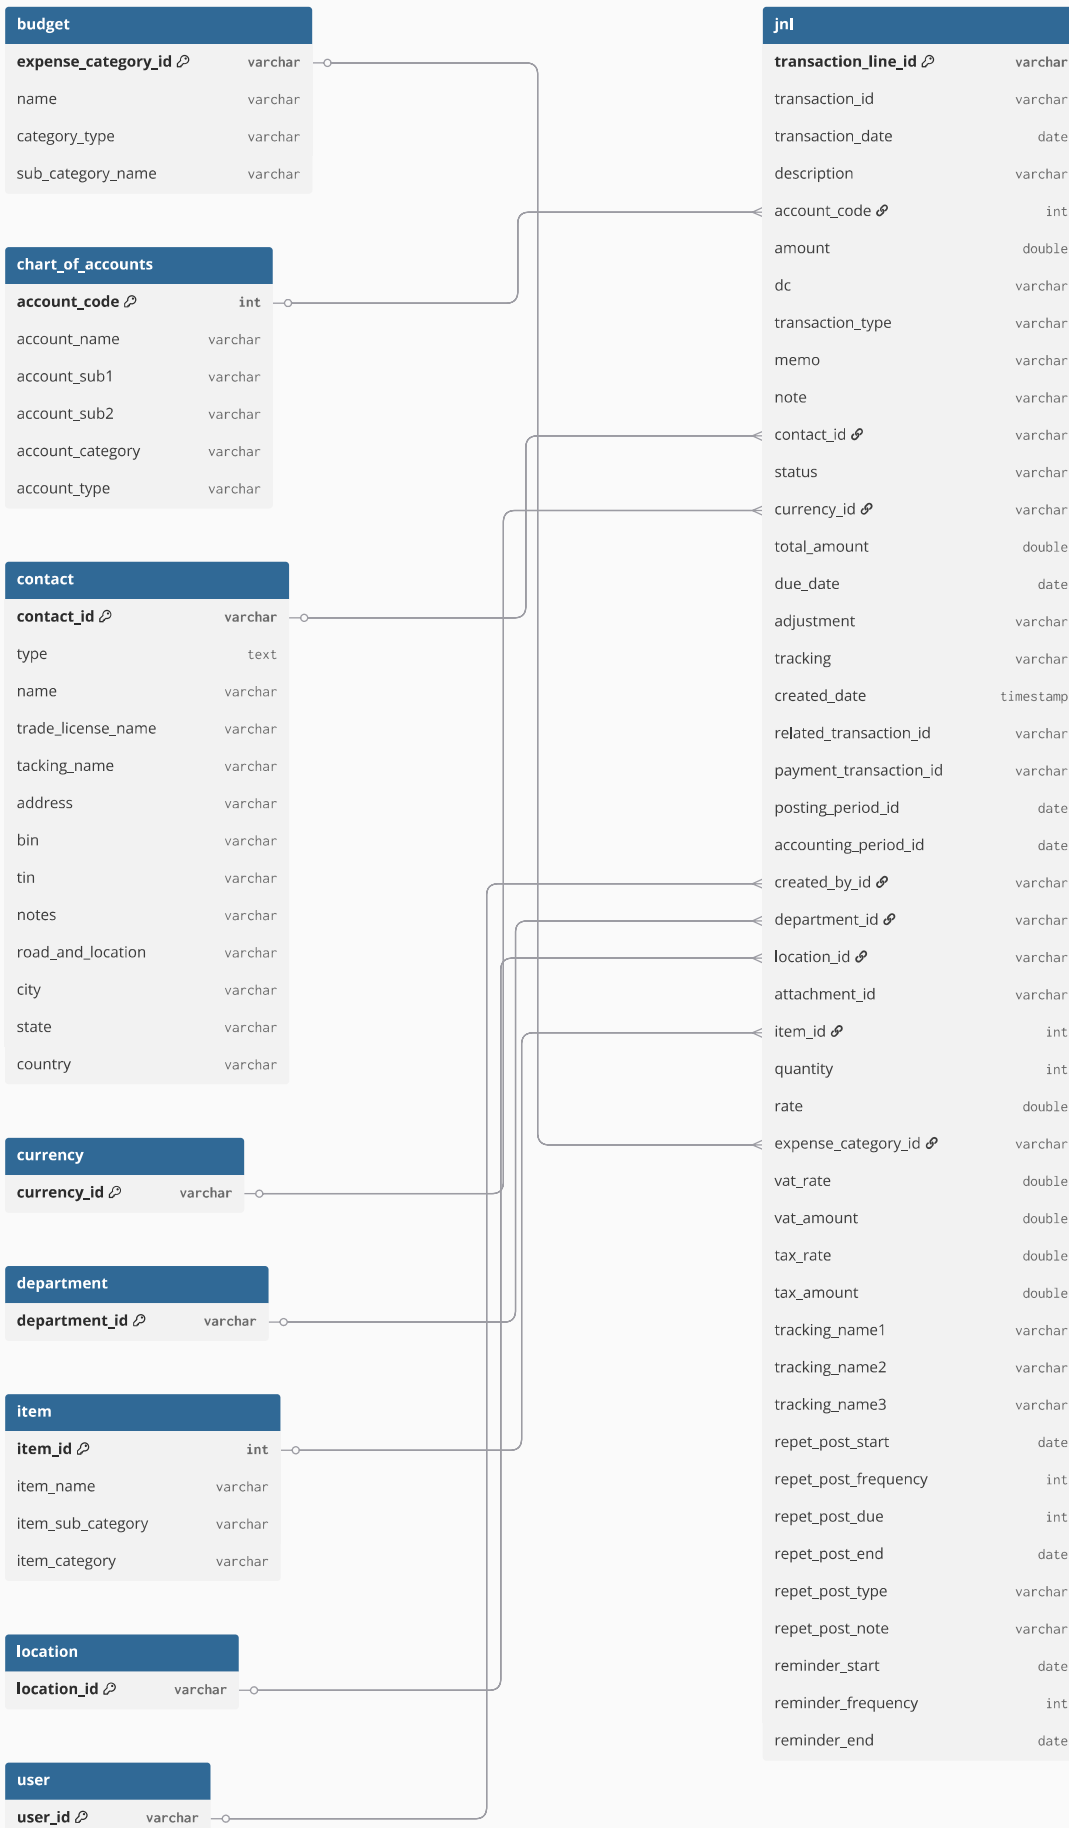 budget
expense_category_id varchar
name varchar
category_type varchar
sub_category_name varchar
chart_of_accounts
account_code int
account_name varchar
account_sub1 varchar
account_sub2 varchar
account_category varchar
account_type varchar
contact
contact_id varchar
type text
name varchar
trade_license_name varchar
tacking_name varchar
address varchar
bin varchar
tin varchar
notes varchar
road_and_location varchar
city varchar
state varchar
country varchar
currency
currency_id varchar
department
department_id varchar
item
item_id int
item_name varchar
item_sub_category varchar
item_category varchar
location
location_id varchar
user
user_id varchar
jnl
transaction_line_id varchar
transaction_id varchar
transaction_date date
description varchar
account_code int
amount double
dc varchar
transaction_type varchar
memo varchar
note varchar
contact_id varchar
status varchar
currency_id varchar
total_amount double
due_date date
adjustment varchar
tracking varchar
created_date timestamp
related_transaction_id varchar
payment_transaction_id varchar
posting_period_id date
accounting_period_id date
created_by_id varchar
department_id varchar
location_id varchar
attachment_id varchar
item_id int
quantity int
rate double
expense_category_id varchar
vat_rate double
vat_amount double
tax_rate double
tax_amount double
tracking_name1 varchar
tracking_name2 varchar
tracking_name3 varchar
repet_post_start date
repet_post_frequency int
repet_post_due int
repet_post_end date
repet_post_type varchar
repet_post_note varchar
reminder_start date
reminder_frequency int
reminder_end date